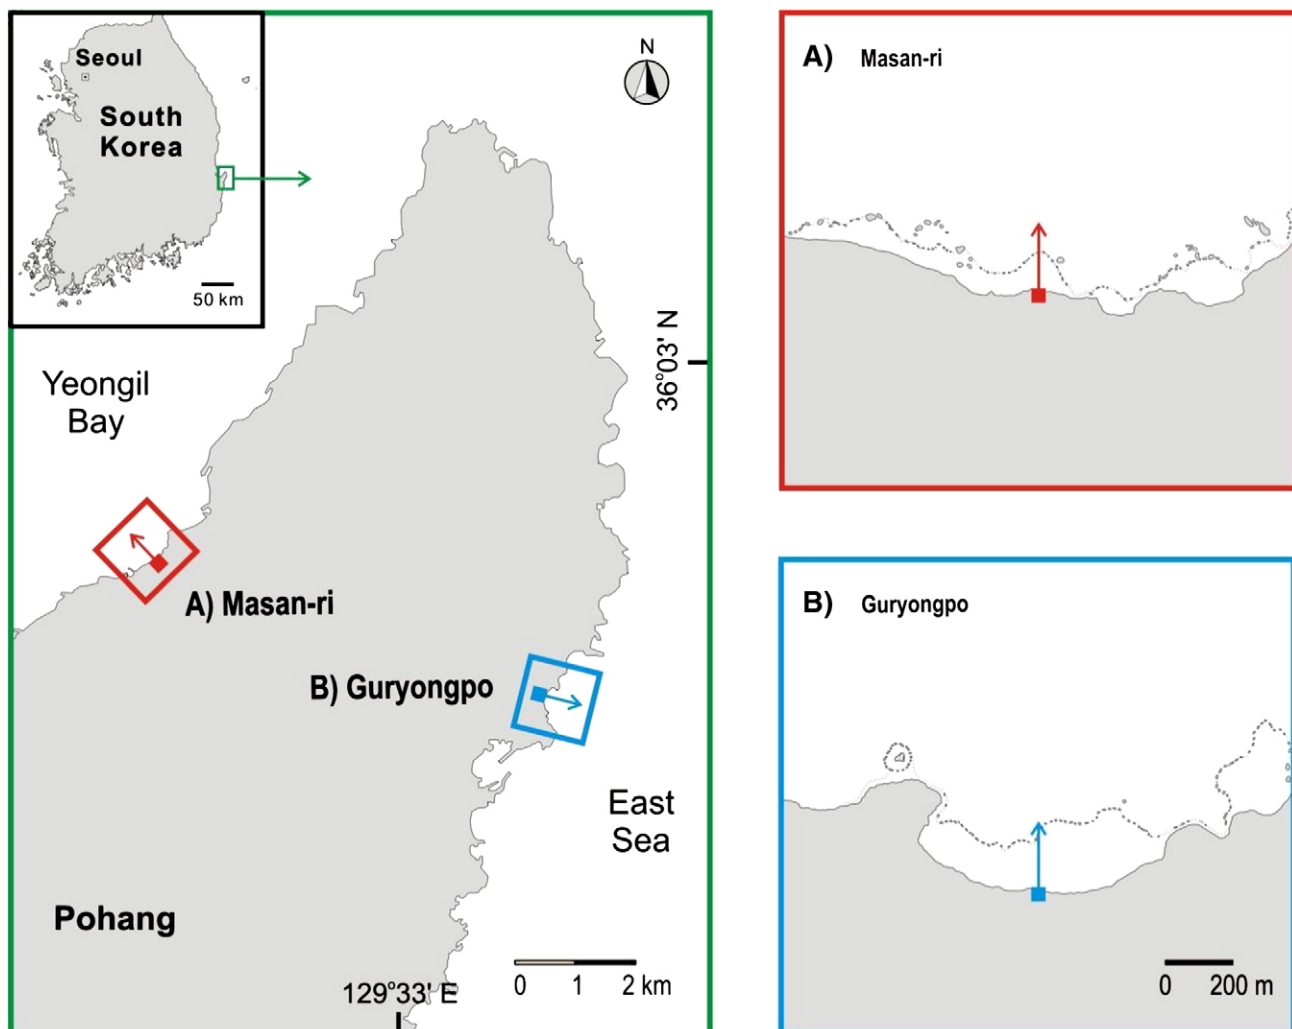 Seoul
South
Korea
50 km
N
36°03' N
Yeongil
Bay
A) Masan-ri
B) Guryongpo
East
Sea
Pohang
0 1 2 km
129°33' E
A) Masan-ri
B) Guryongpo
0 200 m